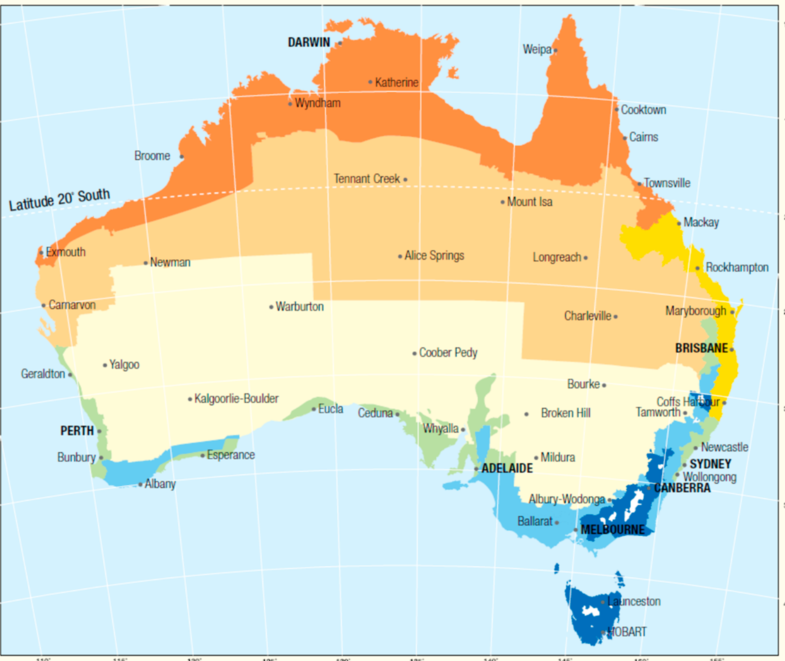 DARWIN
Weipa
Katherine
Wyndham
Cooktown
Cairns
Broome
Tennant Creek
Townsville
Latitude 20° South
Mount Isa
Mackay
Exmouth
Newman
Alice Springs
Longreach
Rockhampton
Carnarvon
Warburton
Charleville
Maryborough
BRISBANE
Coober Pedy
Yalgoo
Geraldton
Bourke
Kalgoorlie-Boulder
Eucla
Ceduna
Broken Hill
Coffs Harbour
Tamworth
PERTH
Whyalla
Newcastle
Bunbury
Esperance
Mildura
ADELAIDE
SYDNEY
Wollongong
Albany
CANBERRA
Albury-Wodonga
Ballarat
MELBOURNE
Launceston
HOBART